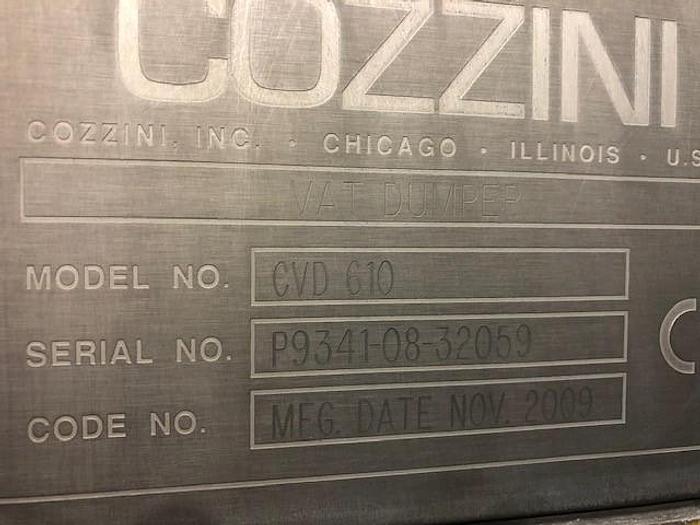 COZZINI
COZZINI, INC. · CHICAGO · ILLINOIS · U.S
VAT DUMPER
MODEL NO. CVD 610
SERIAL NO. P9341-08-32059
CODE NO. MFG. DATE NOV. 2009